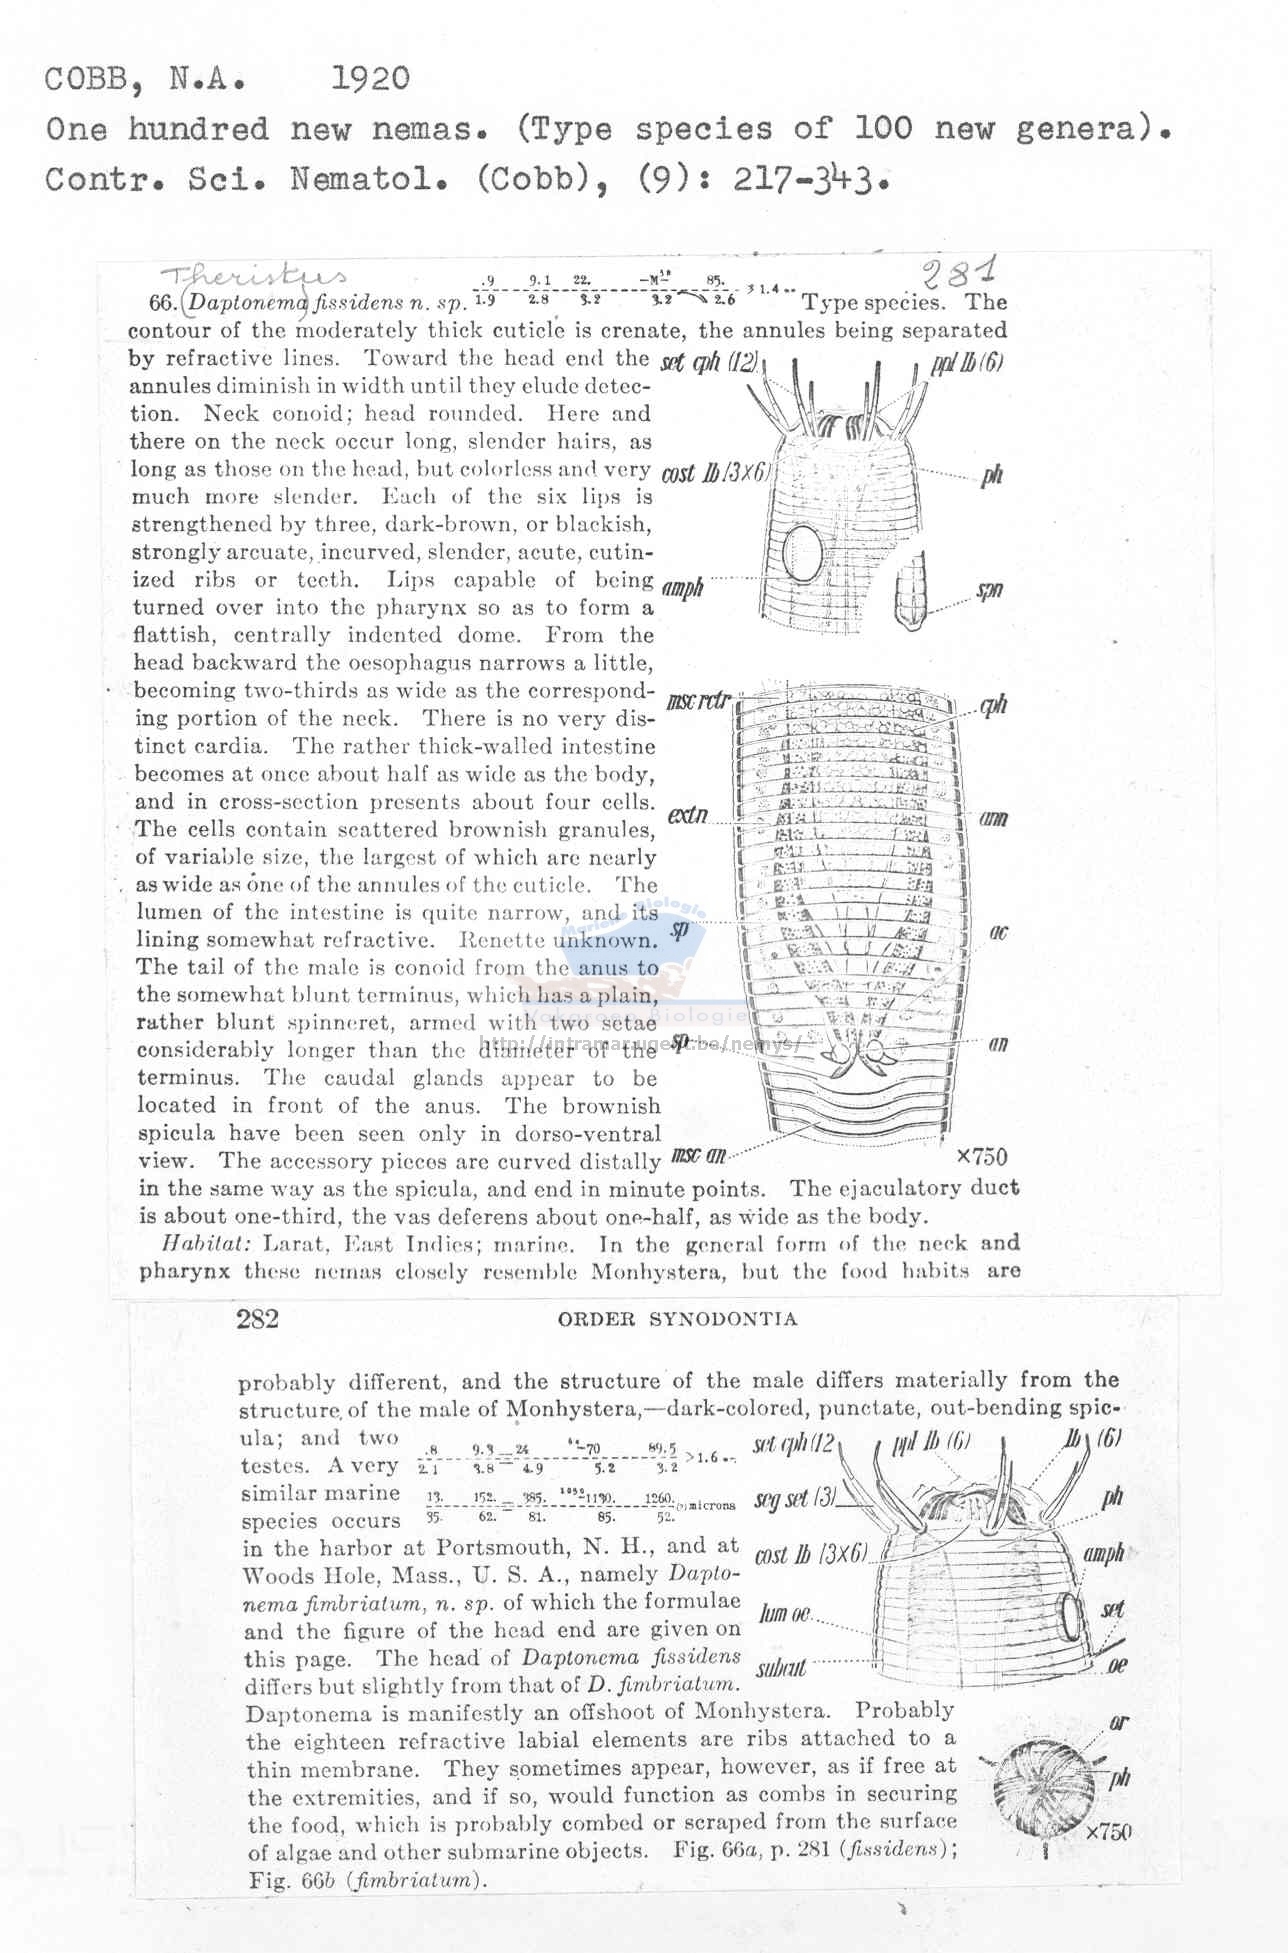 COBB, N.A. 1920
One hundred new nemas. (Type species of 100 new genera).
Contr. Sci. Nematol. (Cobb), (9): 217-343.
Theristus
281
66. (Daptonema) fissidens n. sp. .9 9.1 22. -M 85. 1.4
1.9 2.8 3.2 3.2 2.6
Type species. The
contour of the moderately thick cuticle is crenate, the annules being separated
by refractive lines. Toward the head end the
annules diminish in width until they elude detec-
tion. Neck conoid; head rounded. Here and
there on the neck occur long, slender hairs, as
long as those on the head, but colorless and very
much more slender. Each of the six lips is
strengthened by three, dark-brown, or blackish,
strongly arcuate, incurved, slender, acute, cutin-
ized ribs or teeth. Lips capable of being
turned over into the pharynx so as to form a
flattish, centrally indented dome. From the
head backward the oesophagus narrows a little,
becoming two-thirds as wide as the correspond-
ing portion of the neck. There is no very dis-
tinct cardia. The rather thick-walled intestine
becomes at once about half as wide as the body,
and in cross-section presents about four cells.
The cells contain scattered brownish granules,
of variable size, the largest of which are nearly
as wide as one of the annules of the cuticle. The
lumen of the intestine is quite narrow, and its
lining somewhat refractive. Renette unknown.
The tail of the male is conoid from the anus to
the somewhat blunt terminus, which has a plain,
rather blunt spinneret, armed with two setae
considerably longer than the diameter of the
terminus. The caudal glands appear to be
located in front of the anus. The brownish
spicula have been seen only in dorso-ventral
view. The accessory pieces are curved distally
in the same way as the spicula, and end in minute points. The ejaculatory duct
is about one-third, the vas deferens about one-half, as wide as the body.
Habitat: Larat, East Indies; marine. In the general form of the neck and
pharynx these nemas closely resemble Monhystera, but the food habits are
set cph (12)
ppl lb (6)
cost lb (3X6)
ph
amph
spn
msc rctr
cph
extn
ann
sp
ac
sp
an
msc an
×750
Mariene Biologie
Vakgroep Biologie
http://intramar.ugent.be/nemys/
282
ORDER SYNODONTIA
probably different, and the structure of the male differs materially from the
structure of the male of Monhystera,—dark-colored, punctate, out-bending spic-
ula; and two
testes. A very
similar marine
species occurs
.8 9.3 24 -70 89.5 >1.6
2.1 3.8 4.9 5.2 3.2
13. 152. 385. 1130. 1260. microns
35. 62. 81. 85. 52.
in the harbor at Portsmouth, N. H., and at
Woods Hole, Mass., U. S. A., namely Dapto-
nema fimbriatum, n. sp. of which the formulae
and the figure of the head end are given on
this page. The head of Daptonema fissidens
differs but slightly from that of D. fimbriatum.
Daptonema is manifestly an offshoot of Monhystera. Probably
the eighteen refractive labial elements are ribs attached to a
thin membrane. They sometimes appear, however, as if free at
the extremities, and if so, would function as combs in securing
the food, which is probably combed or scraped from the surface
of algae and other submarine objects. Fig. 66a, p. 281 (fissidens);
Fig. 66b (fimbriatum).
set cph (12
ppl lb (6)
lb (6)
seg set (3)
ph
cost lb (3X6)
amph
lum oe
set
subcut
oe
or
ph
×750